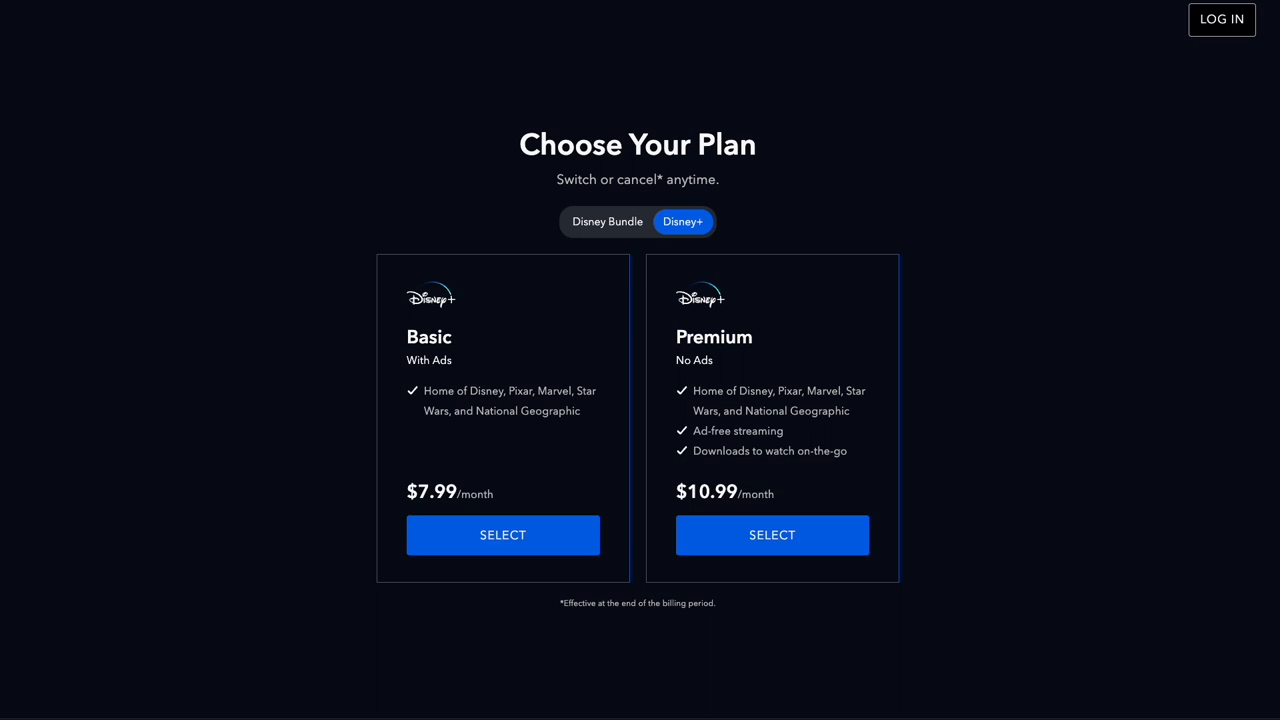 LOG IN
Choose Your Plan
Switch or cancel* anytime.
Disney Bundle
Disney+
Disney+
Basic
With Ads
Home of Disney, Pixar, Marvel, Star
Wars, and National Geographic
$7.99/month
SELECT
Disney+
Premium
No Ads
Home of Disney, Pixar, Marvel, Star
Wars, and National Geographic
Ad-free streaming
Downloads to watch on-the-go
$10.99/month
SELECT
*Effective at the end of the billing period.